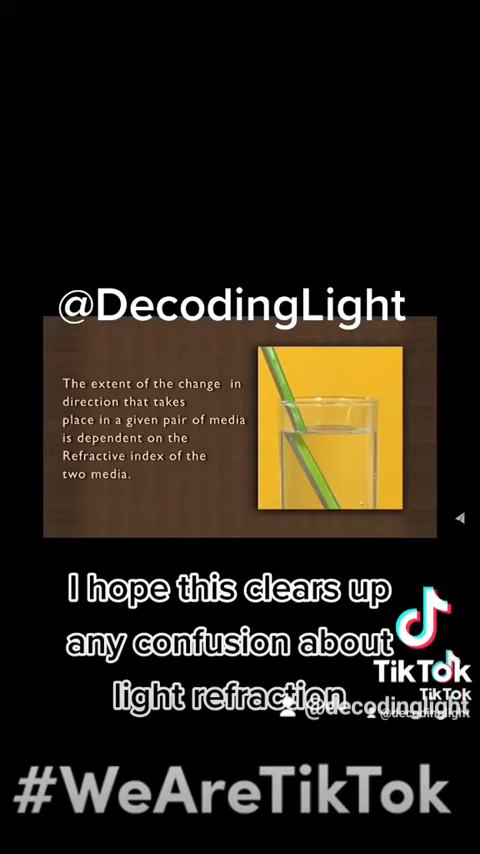 @DecodingLight
The extent of the change in
direction that takes
place in a given pair of media
is dependent on the
Refractive index of the
two media.
I hope this clears up
any confusion about
light refraction
TikTok
TikTok
@decodinglight
@decodinglight
#WeAreTikTok